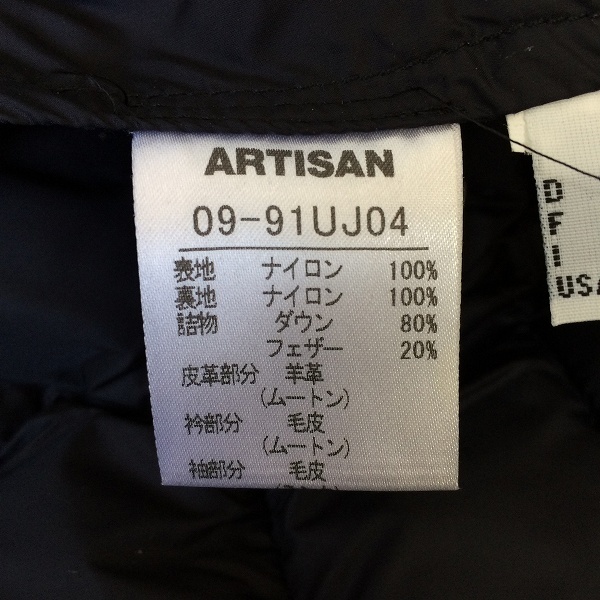 ARTISAN
09-91UJ04
表地 ナイロン 100%
裏地 ナイロン 100%
詰物 ダウン 80%
フェザー 20%
皮革部分 羊革
(ムートン)
衿部分 毛皮
(ムートン)
袖部分 毛皮
D
F
I
USA